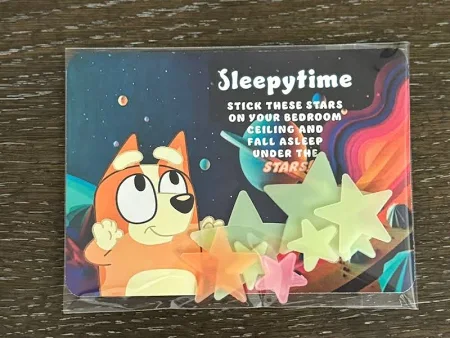 Sleepytime
STICK THESE STARS
ON YOUR BEDROOM
CEILING AND
FALL ASLEEP
UNDER THE
STARS!